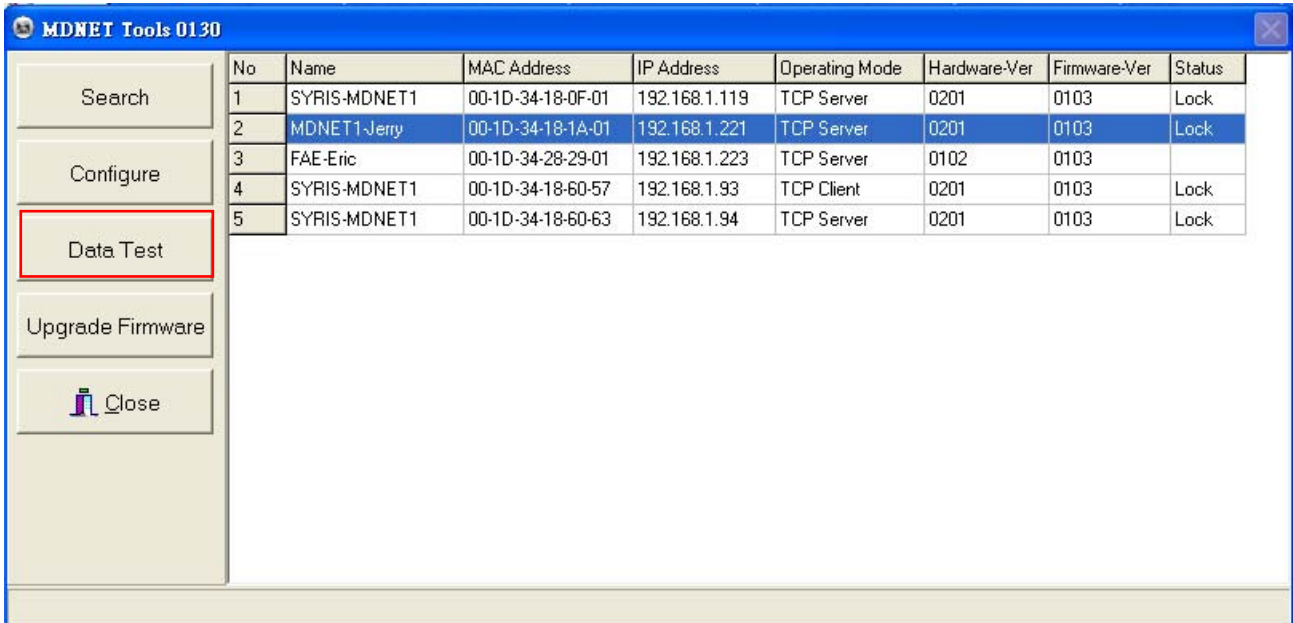 MDNET Tools 0130
Search
Configure
Data Test
Upgrade Firmware
Close
No Name MAC Address IP Address Operating Mode Hardware-Ver Firmware-Ver Status
1 SYRIS-MDNET1 00-1D-34-18-0F-01 192.168.1.119 TCP Server 0201 0103 Lock
2 MDNET1-Jerry 00-1D-34-18-1A-01 192.168.1.221 TCP Server 0201 0103 Lock
3 FAE-Eric 00-1D-34-28-29-01 192.168.1.223 TCP Server 0102 0103
4 SYRIS-MDNET1 00-1D-34-18-60-57 192.168.1.93 TCP Client 0201 0103 Lock
5 SYRIS-MDNET1 00-1D-34-18-60-63 192.168.1.94 TCP Server 0201 0103 Lock